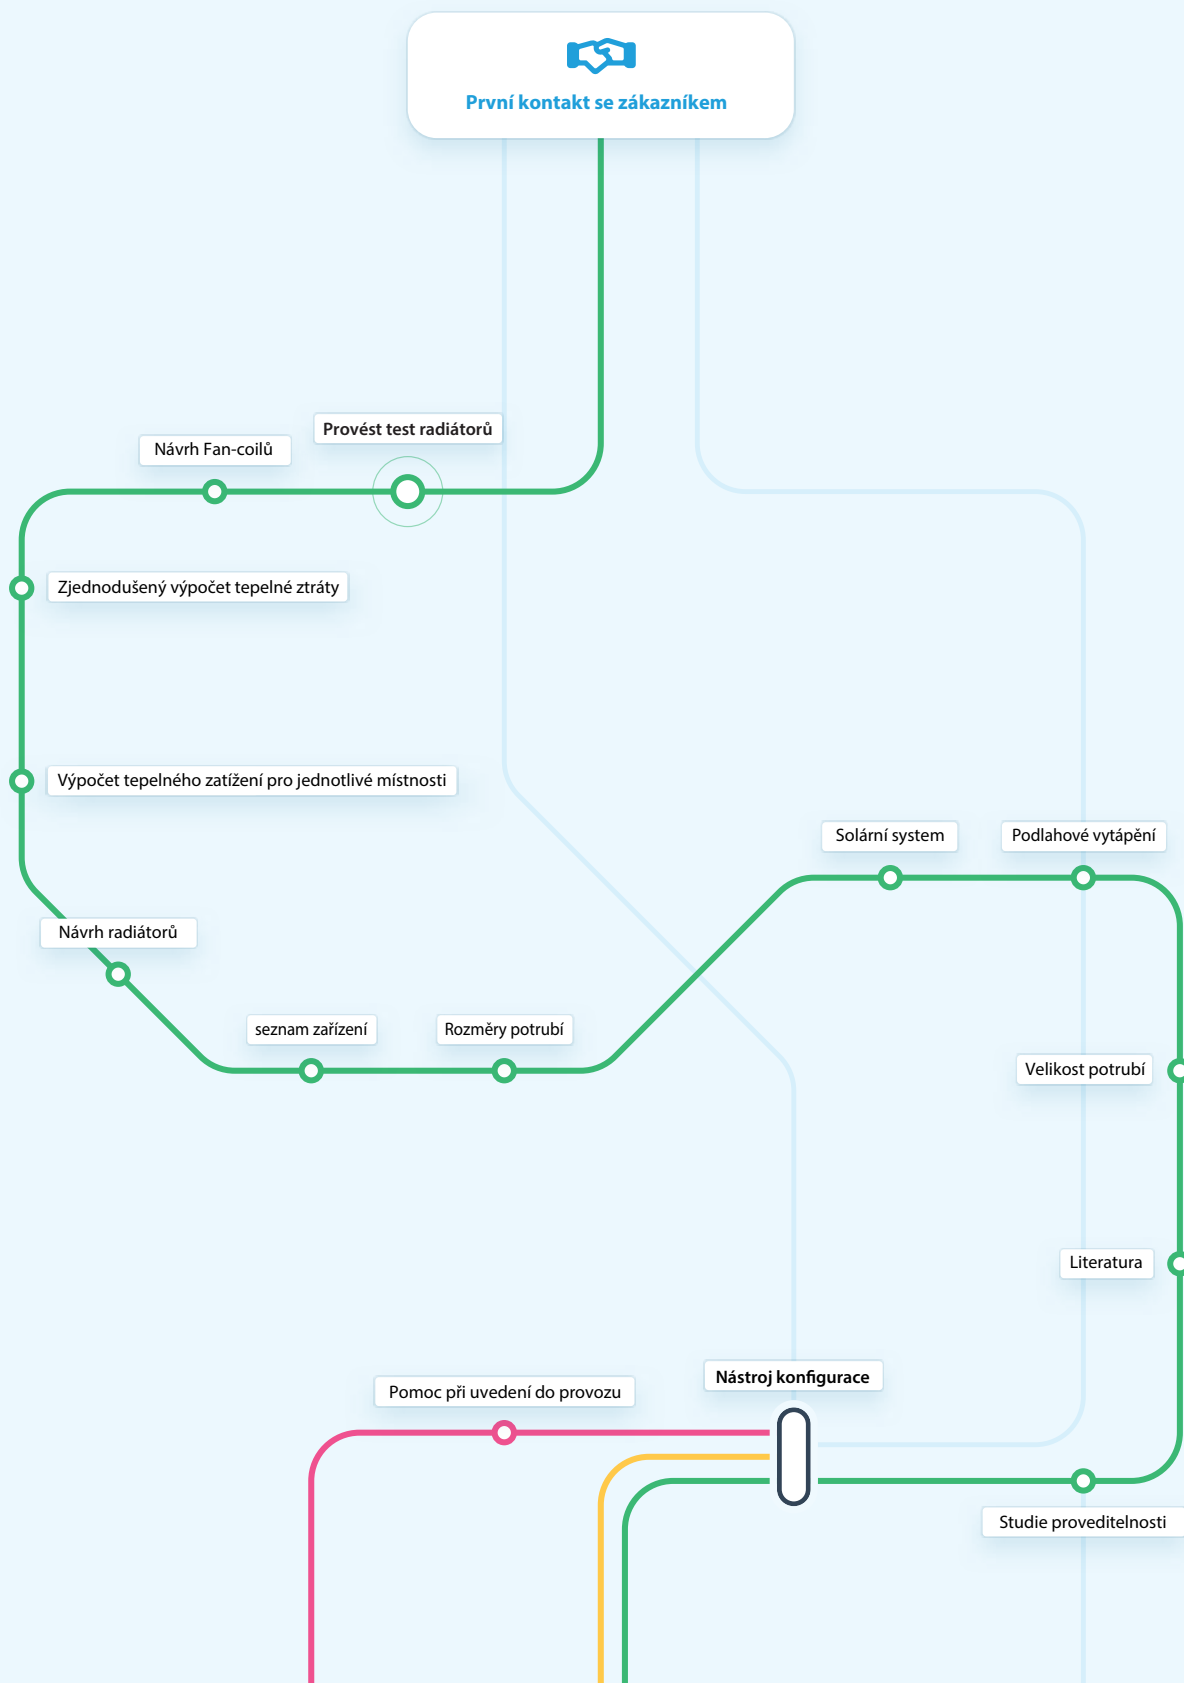 První kontakt se zákazníkem
Provést test radiátorů
Návrh Fan-coilů
Zjednodušený výpočet tepelné ztráty
Výpočet tepelného zatížení pro jednotlivé místnosti
Solární system
Podlahové vytápění
Návrh radiátorů
seznam zařízení
Rozměry potrubí
Velikost potrubí
Literatura
Nástroj konfigurace
Pomoc při uvedení do provozu
Studie proveditelnosti